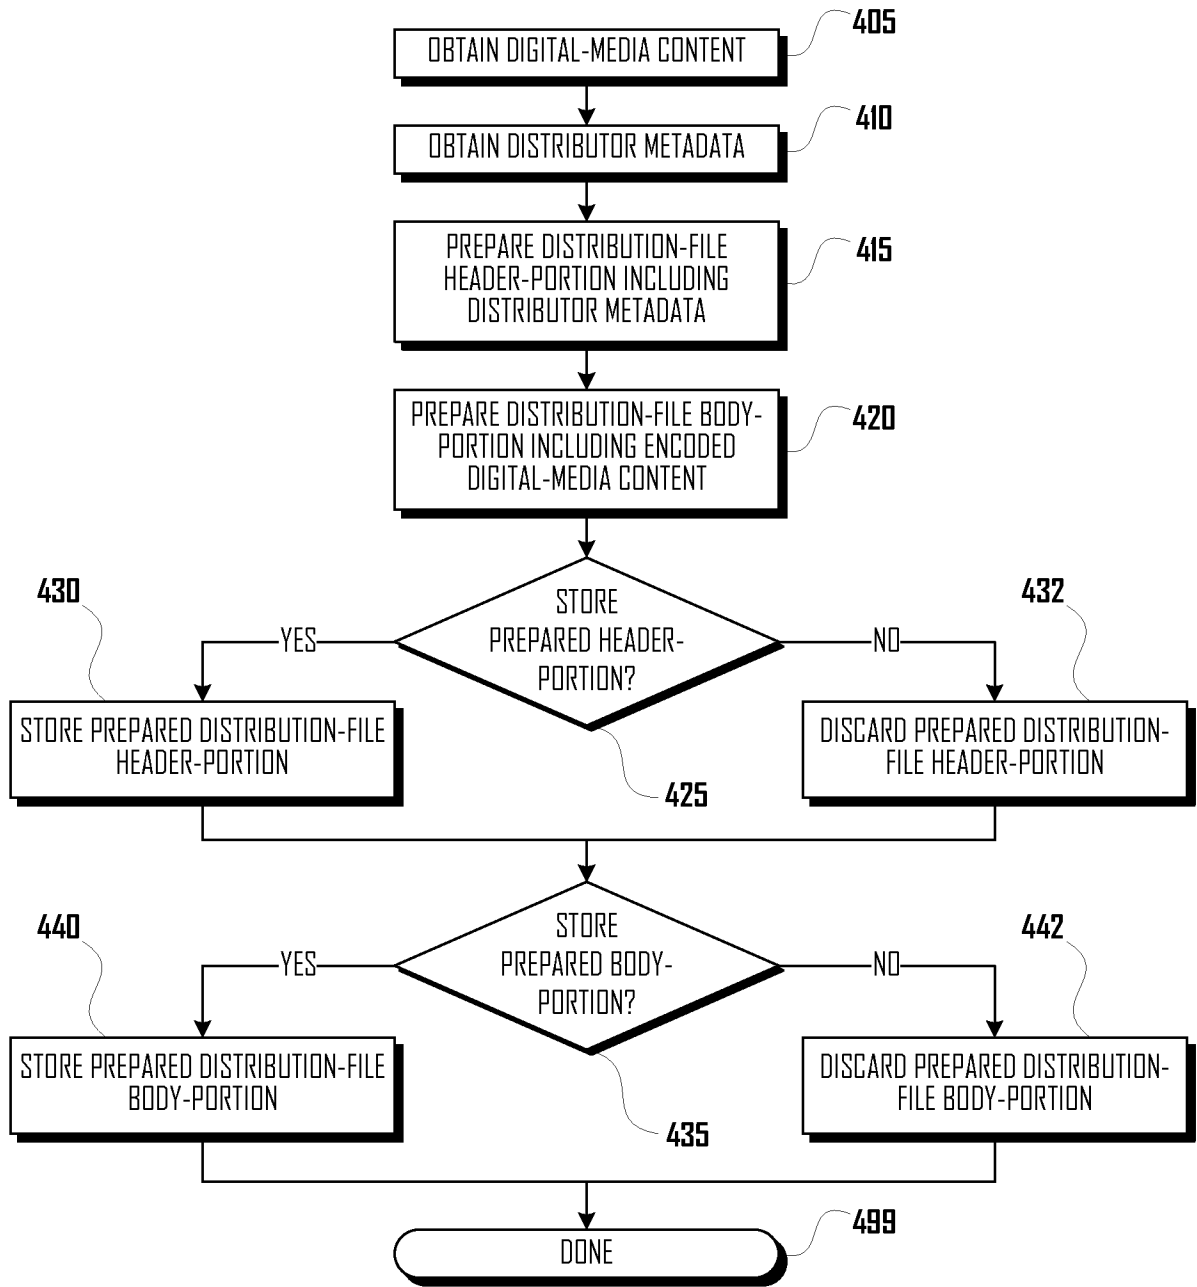 405
OBTAIN DIGITAL-MEDIA CONTENT
410
OBTAIN DISTRIBUTOR METADATA
415
PREPARE DISTRIBUTION-FILE
HEADER-PORTION INCLUDING
DISTRIBUTOR METADATA
420
PREPARE DISTRIBUTION-FILE BODY-
PORTION INCLUDING ENCODED
DIGITAL-MEDIA CONTENT
430
432
STORE
PREPARED HEADER-
PORTION?
YES
NO
STORE PREPARED DISTRIBUTION-FILE
HEADER-PORTION
DISCARD PREPARED DISTRIBUTION-
FILE HEADER-PORTION
425
440
442
STORE
PREPARED BODY-
PORTION?
YES
NO
STORE PREPARED DISTRIBUTION-FILE
BODY-PORTION
DISCARD PREPARED DISTRIBUTION-
FILE BODY-PORTION
435
499
DONE